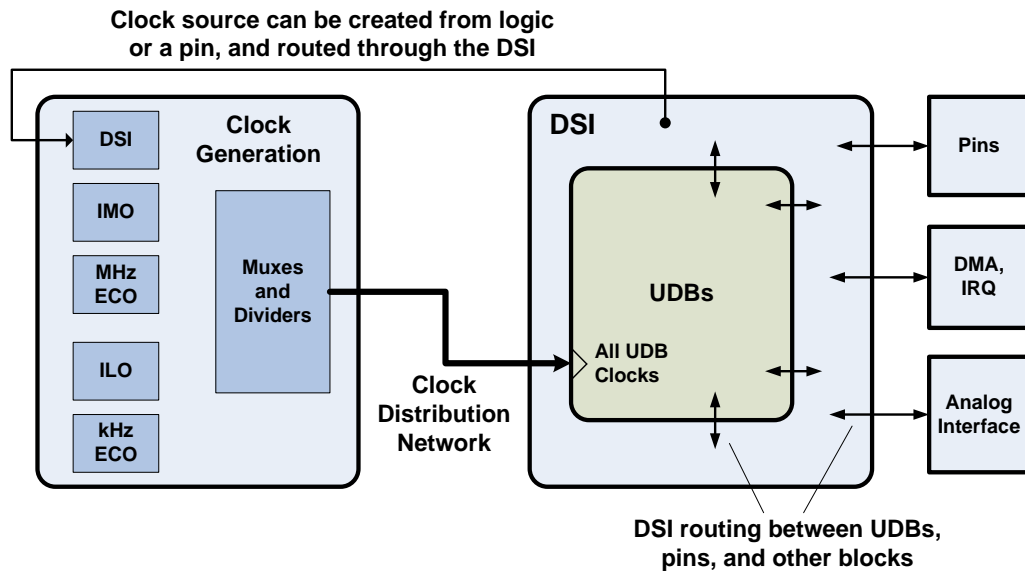 Clock source can be created from logic
or a pin, and routed through the DSI
DSI
IMO
MHz
ECO
ILO
kHz
ECO
Clock
Generation
Muxes
and
Dividers
Clock
Distribution
Network
DSI
UDBs
All UDB
Clocks
Pins
DMA,
IRQ
Analog
Interface
DSI routing between UDBs,
pins, and other blocks